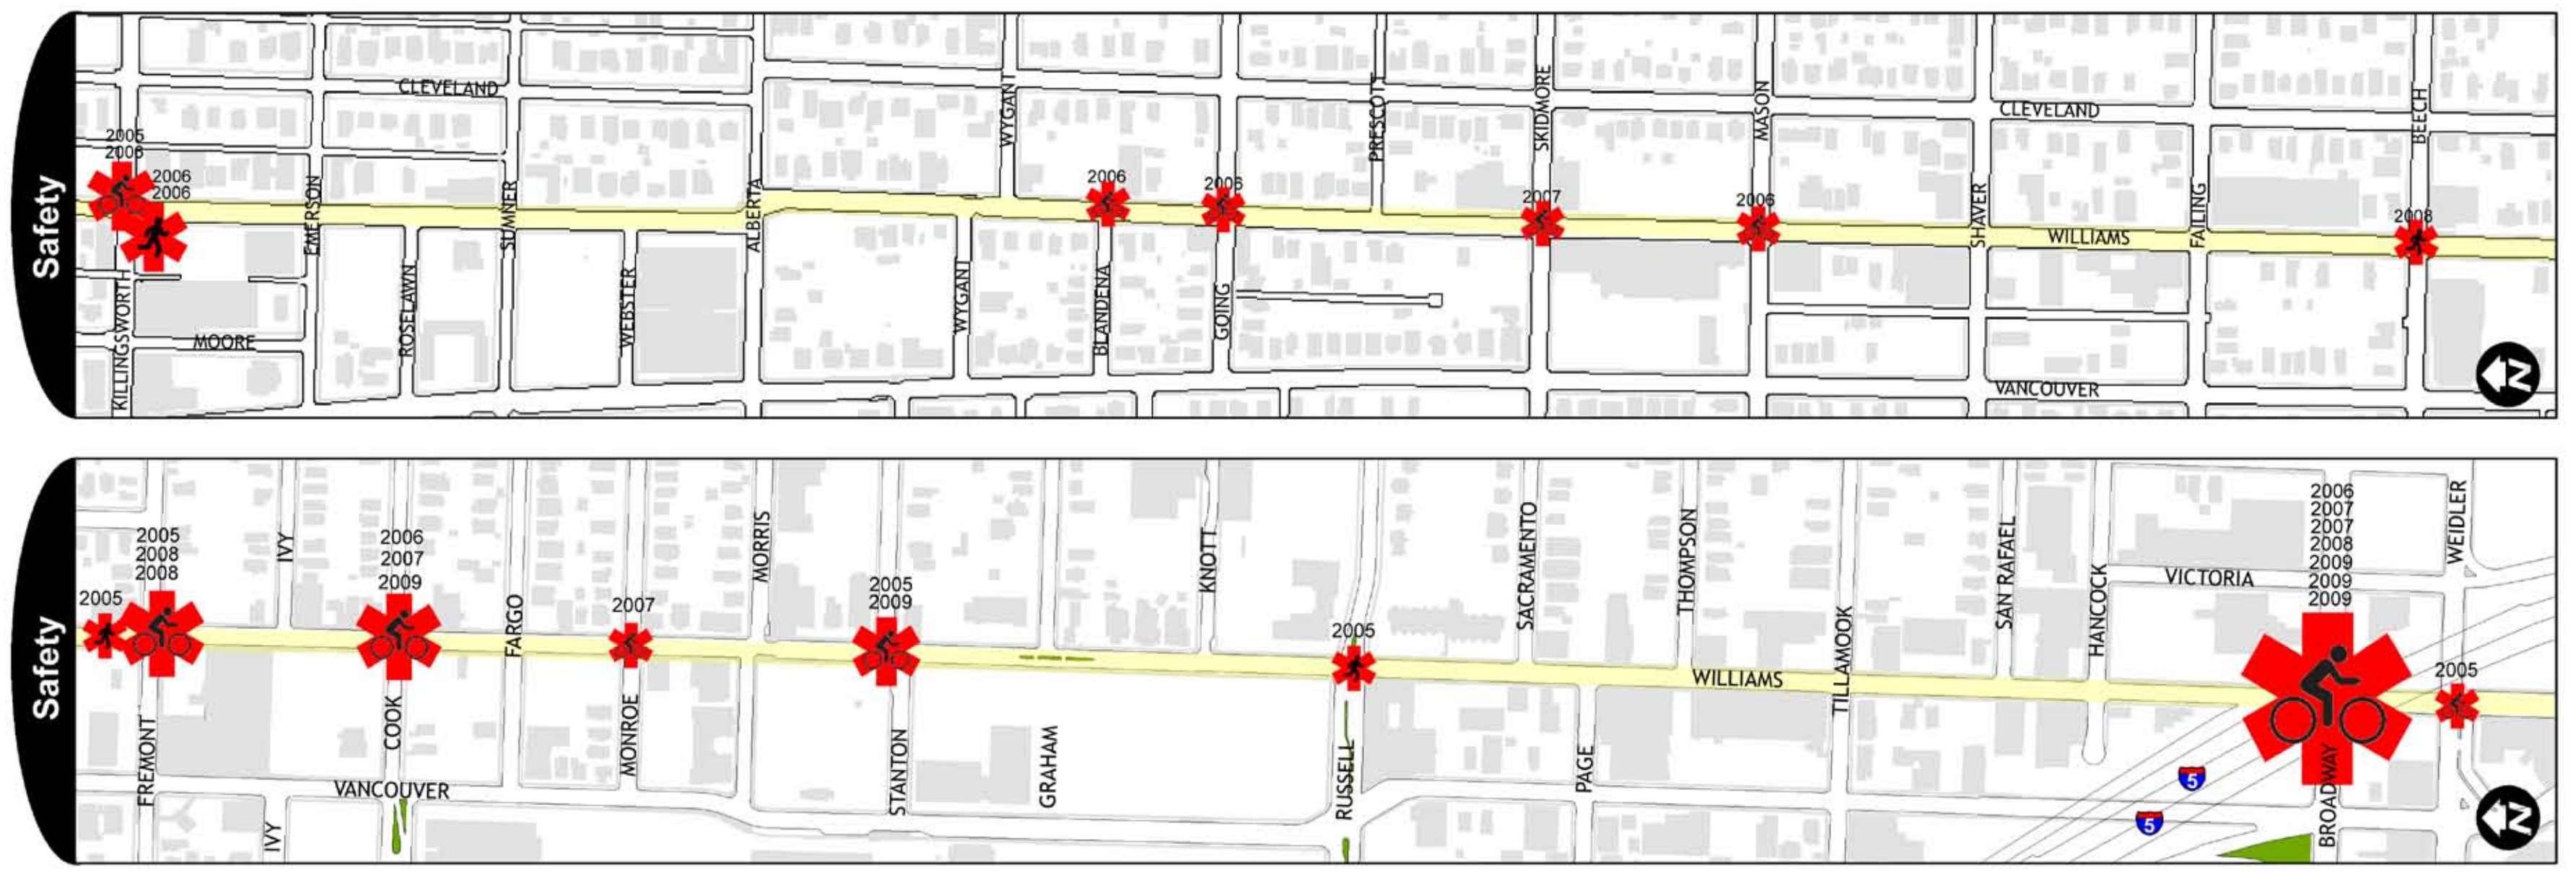 Safety
2005
2006
2006
2006
KILLINGSWORTH
MOORE
CLEVELAND
EMERSON
ROSELAWN
SUMNER
WEBSTER
ALBERTA
WYGANT
WYGANT
2006
BLANDENA
2006
GOING
PRESCOTT
SKIDMORE
2007
MASON
2006
CLEVELAND
SHAVER
WILLIAMS
FAILING
VANCOUVER
BEECH
2008
N
Safety
2005
2005
2008
2008
FREMONT
IVY
IVY
2006
2007
2009
COOK
VANCOUVER
FARGO
2007
MONROE
MORRIS
2005
2009
STANTON
GRAHAM
KNOTT
2005
RUSSELL
SACRAMENTO
PAGE
THOMPSON
WILLIAMS
TILLAMOOK
SAN RAFAEL
HANCOCK
VICTORIA
5
5
2006
2007
2007
2008
2009
2009
2009
BROADWAY
WEIDLER
2005
N